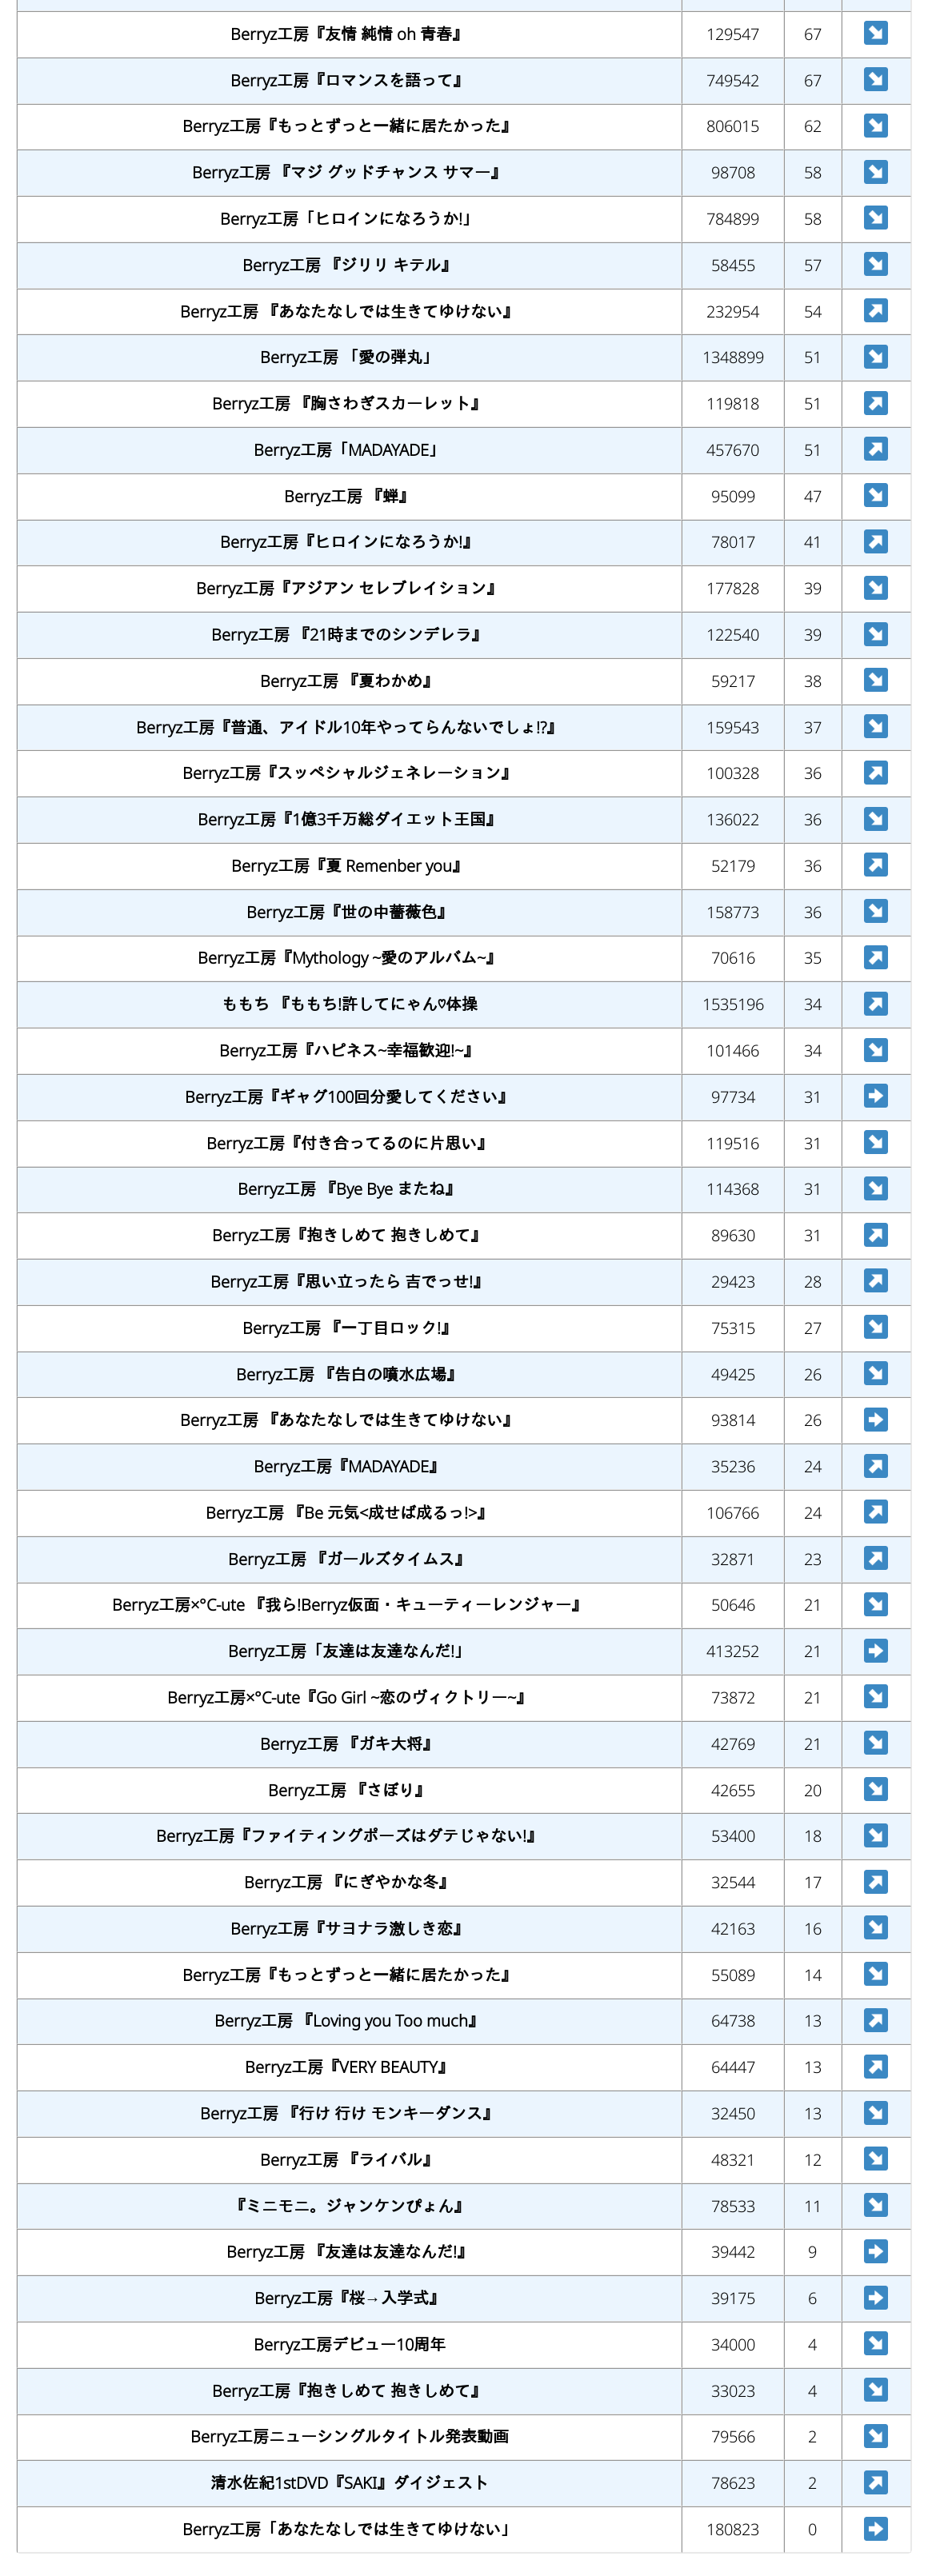 Berryz工房『友情 純情 oh 青春』 129547 67 ↘
Berryz工房『ロマンスを語って』 749542 67 ↘
Berryz工房『もっとずっと一緒に居たかった』 806015 62 ↘
Berryz工房 『マジ グッドチャンス サマー』 98708 58 ↘
Berryz工房「ヒロインになろうか!」 784899 58 ↘
Berryz工房 『ジリリ キテル』 58455 57 ↘
Berryz工房 『あなたなしでは生きてゆけない』 232954 54 ↗
Berryz工房 「愛の弾丸」 1348899 51 ↘
Berryz工房 『胸さわぎスカーレット』 119818 51 ↗
Berryz工房「MADAYADE」 457670 51 ↗
Berryz工房 『蝉』 95099 47 ↘
Berryz工房『ヒロインになろうか!』 78017 41 ↗
Berryz工房『アジアン セレブレイション』 177828 39 ↘
Berryz工房 『21時までのシンデレラ』 122540 39 ↘
Berryz工房 『夏わかめ』 59217 38 ↘
Berryz工房『普通、アイドル10年やってらんないでしょ!?』 159543 37 ↘
Berryz工房『スッペシャルジェネレーション』 100328 36 ↗
Berryz工房『1億3千万総ダイエット王国』 136022 36 ↘
Berryz工房『夏 Remenber you』 52179 36 ↗
Berryz工房『世の中薔薇色』 158773 36 ↘
Berryz工房『Mythology ~愛のアルバム~』 70616 35 ↗
ももち 『ももち!許してにゃん♡体操 1535196 34 ↗
Berryz工房『ハピネス~幸福歓迎!~』 101466 34 ↘
Berryz工房『ギャグ100回分愛してください』 97734 31 ➡
Berryz工房『付き合ってるのに片思い』 119516 31 ↘
Berryz工房 『Bye Bye またね』 114368 31 ↘
Berryz工房『抱きしめて 抱きしめて』 89630 31 ↗
Berryz工房『思い立ったら 吉でっせ!』 29423 28 ↗
Berryz工房 『一丁目ロック!』 75315 27 ↘
Berryz工房 『告白の噴水広場』 49425 26 ↘
Berryz工房 『あなたなしでは生きてゆけない』 93814 26 ➡
Berryz工房『MADAYADE』 35236 24 ↗
Berryz工房 『Be 元気<成せば成るっ!>』 106766 24 ↗
Berryz工房 『ガールズタイムス』 32871 23 ↗
Berryz工房×°C-ute 『我ら!Berryz仮面・キューティーレンジャー』 50646 21 ↘
Berryz工房「友達は友達なんだ!」 413252 21 ➡
Berryz工房×°C-ute『Go Girl ~恋のヴィクトリー~』 73872 21 ↘
Berryz工房 『ガキ大将』 42769 21 ↘
Berryz工房 『さぼり』 42655 20 ↘
Berryz工房『ファイティングポーズはダテじゃない!』 53400 18 ↘
Berryz工房 『にぎやかな冬』 32544 17 ↗
Berryz工房『サヨナラ激しき恋』 42163 16 ↘
Berryz工房『もっとずっと一緒に居たかった』 55089 14 ↘
Berryz工房 『Loving you Too much』 64738 13 ↗
Berryz工房『VERY BEAUTY』 64447 13 ↗
Berryz工房 『行け 行け モンキーダンス』 32450 13 ↘
Berryz工房 『ライバル』 48321 12 ↘
『ミニモニ。ジャンケンぴょん』 78533 11 ↘
Berryz工房 『友達は友達なんだ!』 39442 9 ➡
Berryz工房『桜→入学式』 39175 6 ➡
Berryz工房デビュー10周年 34000 4 ↘
Berryz工房『抱きしめて 抱きしめて』 33023 4 ↘
Berryz工房ニューシングルタイトル発表動画 79566 2 ↘
清水佐紀1stDVD『SAKI』ダイジェスト 78623 2 ↗
Berryz工房「あなたなしでは生きてゆけない」 180823 0 ➡